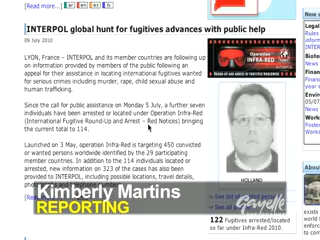 [Read more...]
INTERPOL global hunt for fugitives advances with public help
09 July 2010
LYON, France – INTERPOL and its member countries are following up
on information provided by members of the public following an
appeal for their assistance in locating international fugitives wanted
for serious crimes including murder, rape, child sexual abuse and
human trafficking.
Since the call for public assistance on Monday 5 July, a further seven
individuals have been arrested or located under Operation Infra-Red
(International Fugitive Round-Up and Arrest – Red Notices) bringing
the current total to 114.
Launched on 3 May, operation Infra-Red is targeting 450 convicted
or wanted persons worldwide identified by the 29 participating
member countries. In addition to the 114 individuals located or
arrested, new information on 323 of the cases has also been
provided to INTERPOL, including possible locations, travel details,
Operation
INFRA-RED
HOLLAND
122 Fugitives arrested/located
so far under Infra-Red 2010.
Kimberly Martins
REPORTING
Gayelle